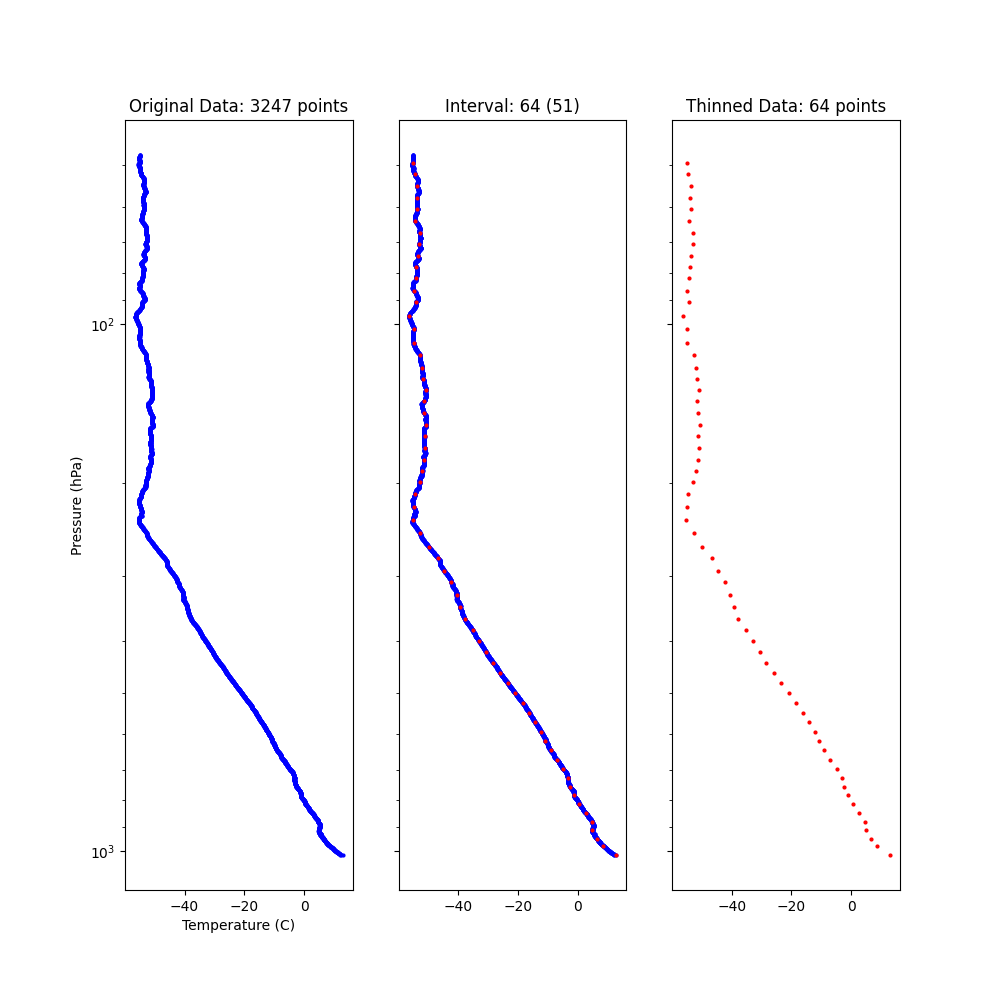 Original Data: 3247 points
Interval: 64 (51)
Thinned Data: 64 points
10²
10³
Pressure (hPa)
−40 −20 0
−40 −20 0
−40 −20 0
Temperature (C)